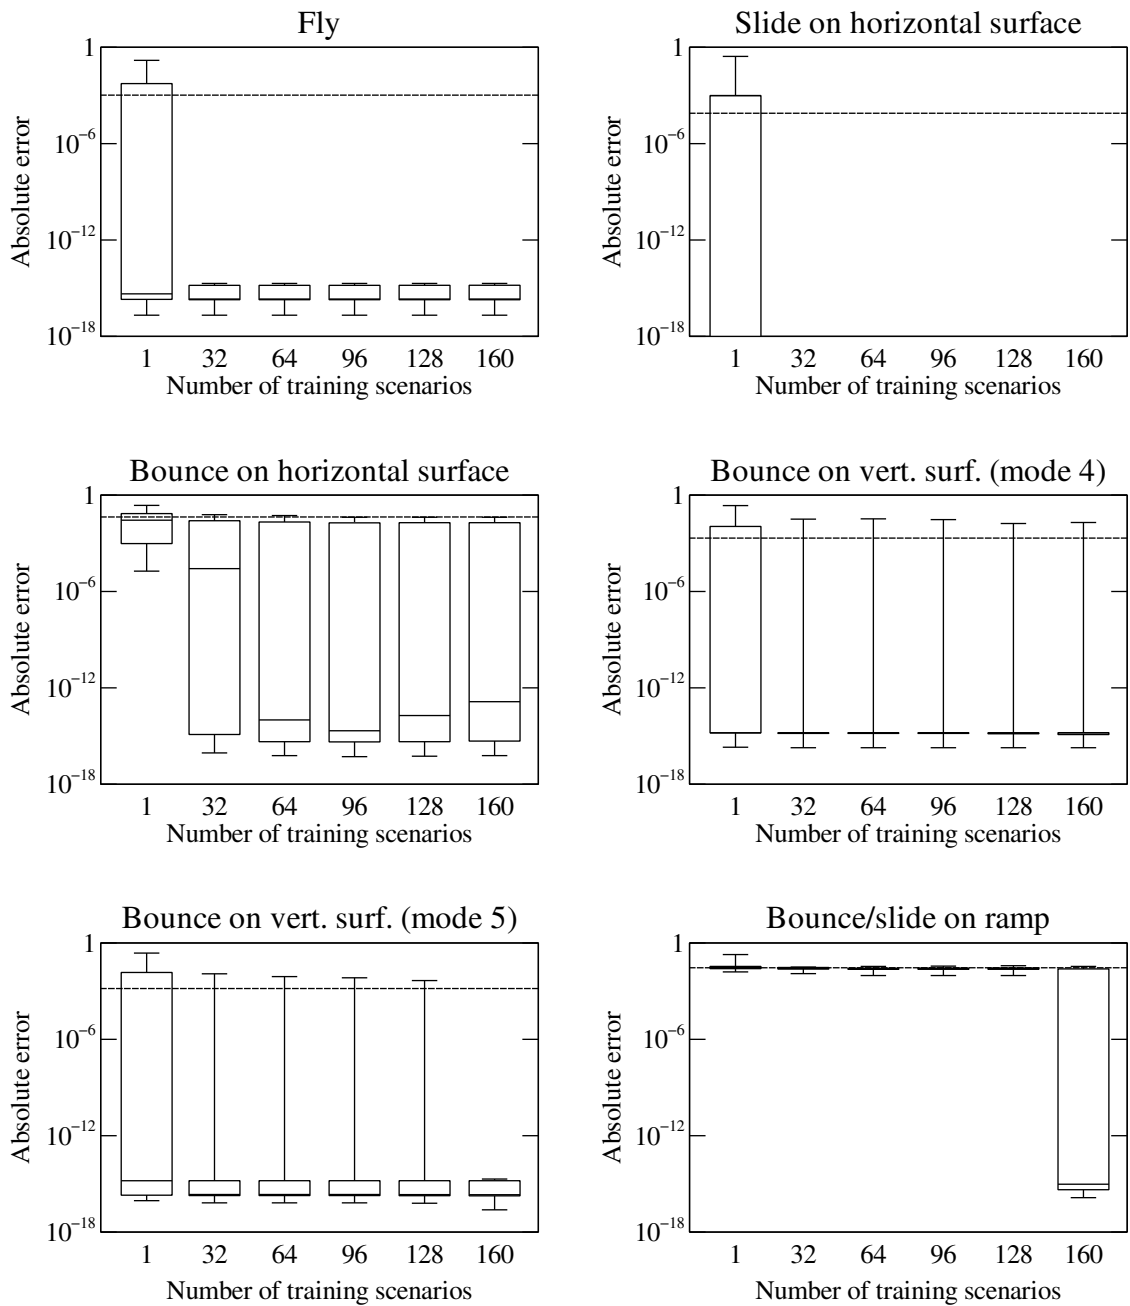 Fly
1
10⁻⁶
10⁻¹²
10⁻¹⁸
Absolute error
1 32 64 96 128 160
Number of training scenarios
Slide on horizontal surface
1
10⁻⁶
10⁻¹²
10⁻¹⁸
Absolute error
1 32 64 96 128 160
Number of training scenarios
Bounce on horizontal surface
1
10⁻⁶
10⁻¹²
10⁻¹⁸
Absolute error
1 32 64 96 128 160
Number of training scenarios
Bounce on vert. surf. (mode 4)
1
10⁻⁶
10⁻¹²
10⁻¹⁸
Absolute error
1 32 64 96 128 160
Number of training scenarios
Bounce on vert. surf. (mode 5)
1
10⁻⁶
10⁻¹²
10⁻¹⁸
Absolute error
1 32 64 96 128 160
Number of training scenarios
Bounce/slide on ramp
1
10⁻⁶
10⁻¹²
10⁻¹⁸
Absolute error
1 32 64 96 128 160
Number of training scenarios